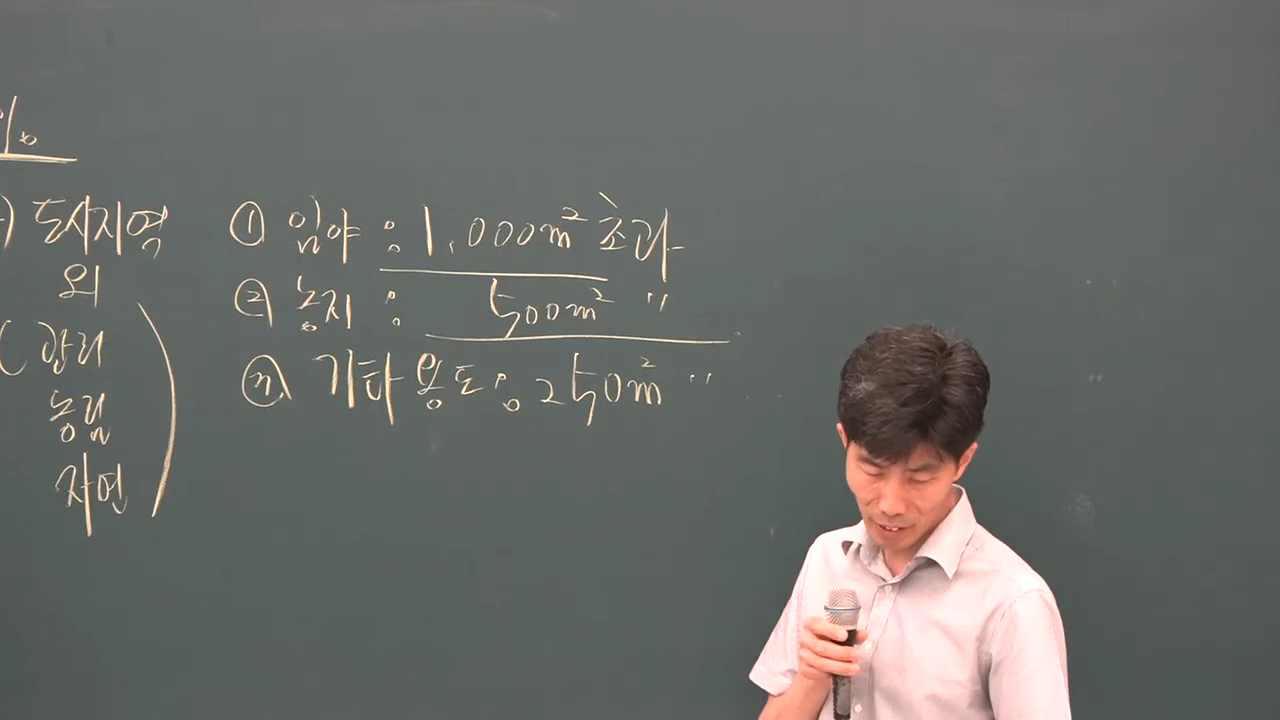 임
도시지역 ① 임야 : 1,000m² 초과
외 ② 농지 : 500m² 〃
( 관리 ⓝ 기타 용도 : 250m² 〃
농림
자연 )